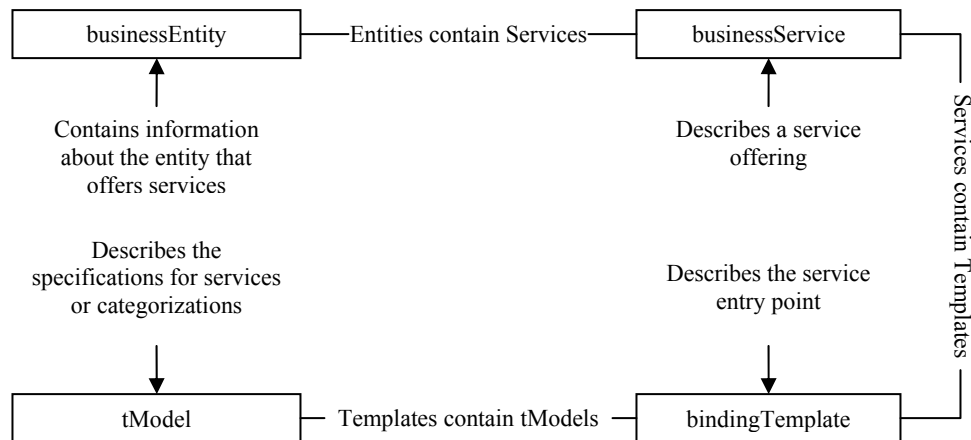 businessEntity
Entities contain Services
businessService
Contains information
about the entity that
offers services
Describes a service
offering
Services contain Templates
Describes the
specifications for services
or categorizations
Describes the service
entry point
tModel
Templates contain tModels
bindingTemplate